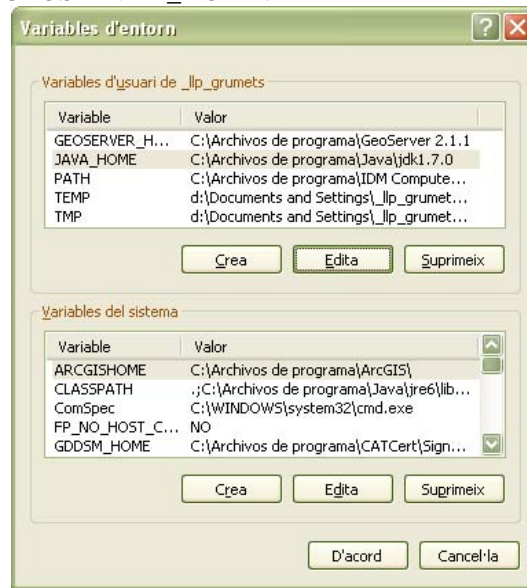 Variables d'entorn
Variables d'usuari de _llp_grumets
Variable Valor
GEOSERVER_H... C:\Archivos de programa\GeoServer 2.1.1
JAVA_HOME C:\Archivos de programa\Java\jdk1.7.0
PATH C:\Archivos de programa\IDM Compute...
TEMP d:\Documents and Settings\_llp_grumet...
TMP d:\Documents and Settings\_llp_grumet...
Crea Edita Suprimeix
Variables del sistema
Variable Valor
ARCGISHOME C:\Archivos de programa\ArcGIS\
CLASSPATH .;C:\Archivos de programa\Java\jre6\lib...
ComSpec C:\WINDOWS\system32\cmd.exe
FP_NO_HOST_C... NO
GDDSM_HOME C:\Archivos de programa\CATCert\Sign...
Crea Edita Suprimeix
D'acord Cancel·la